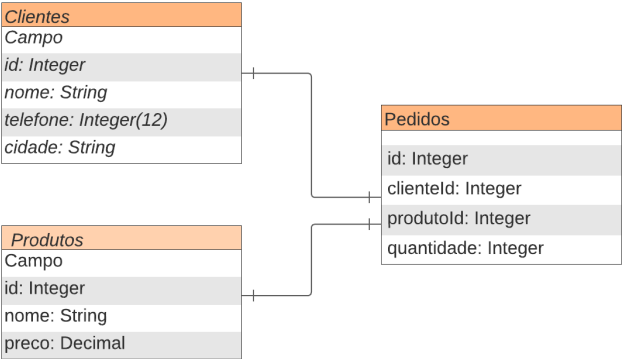 Clientes
Campo
id: Integer
nome: String
telefone: Integer(12)
cidade: String
Pedidos
id: Integer
clienteId: Integer
produtoId: Integer
quantidade: Integer
Produtos
Campo
id: Integer
nome: String
preco: Decimal